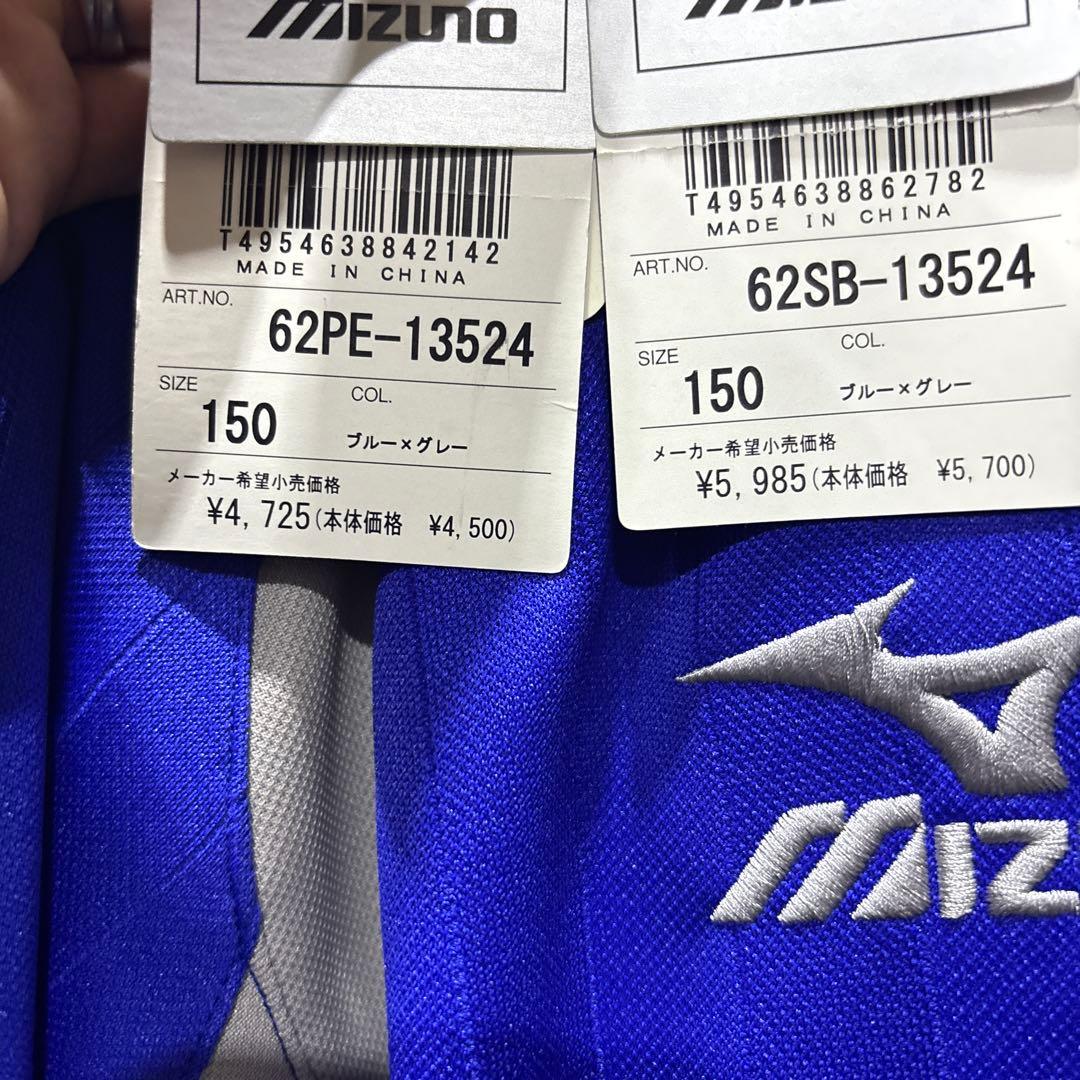 MIZUNO
T4954638842142
MADE IN CHINA
ART.NO.
62PE-13524
SIZE
COL.
150
ブルー×グレー
メーカー希望小売価格
¥4,725(本体価格 ¥4,500)
T4954638862782
MADE IN CHINA
ART.NO.
62SB-13524
SIZE
COL.
150
ブルー×グレー
メーカー希望小売価格
¥5,985(本体価格 ¥5,700)
MIZ